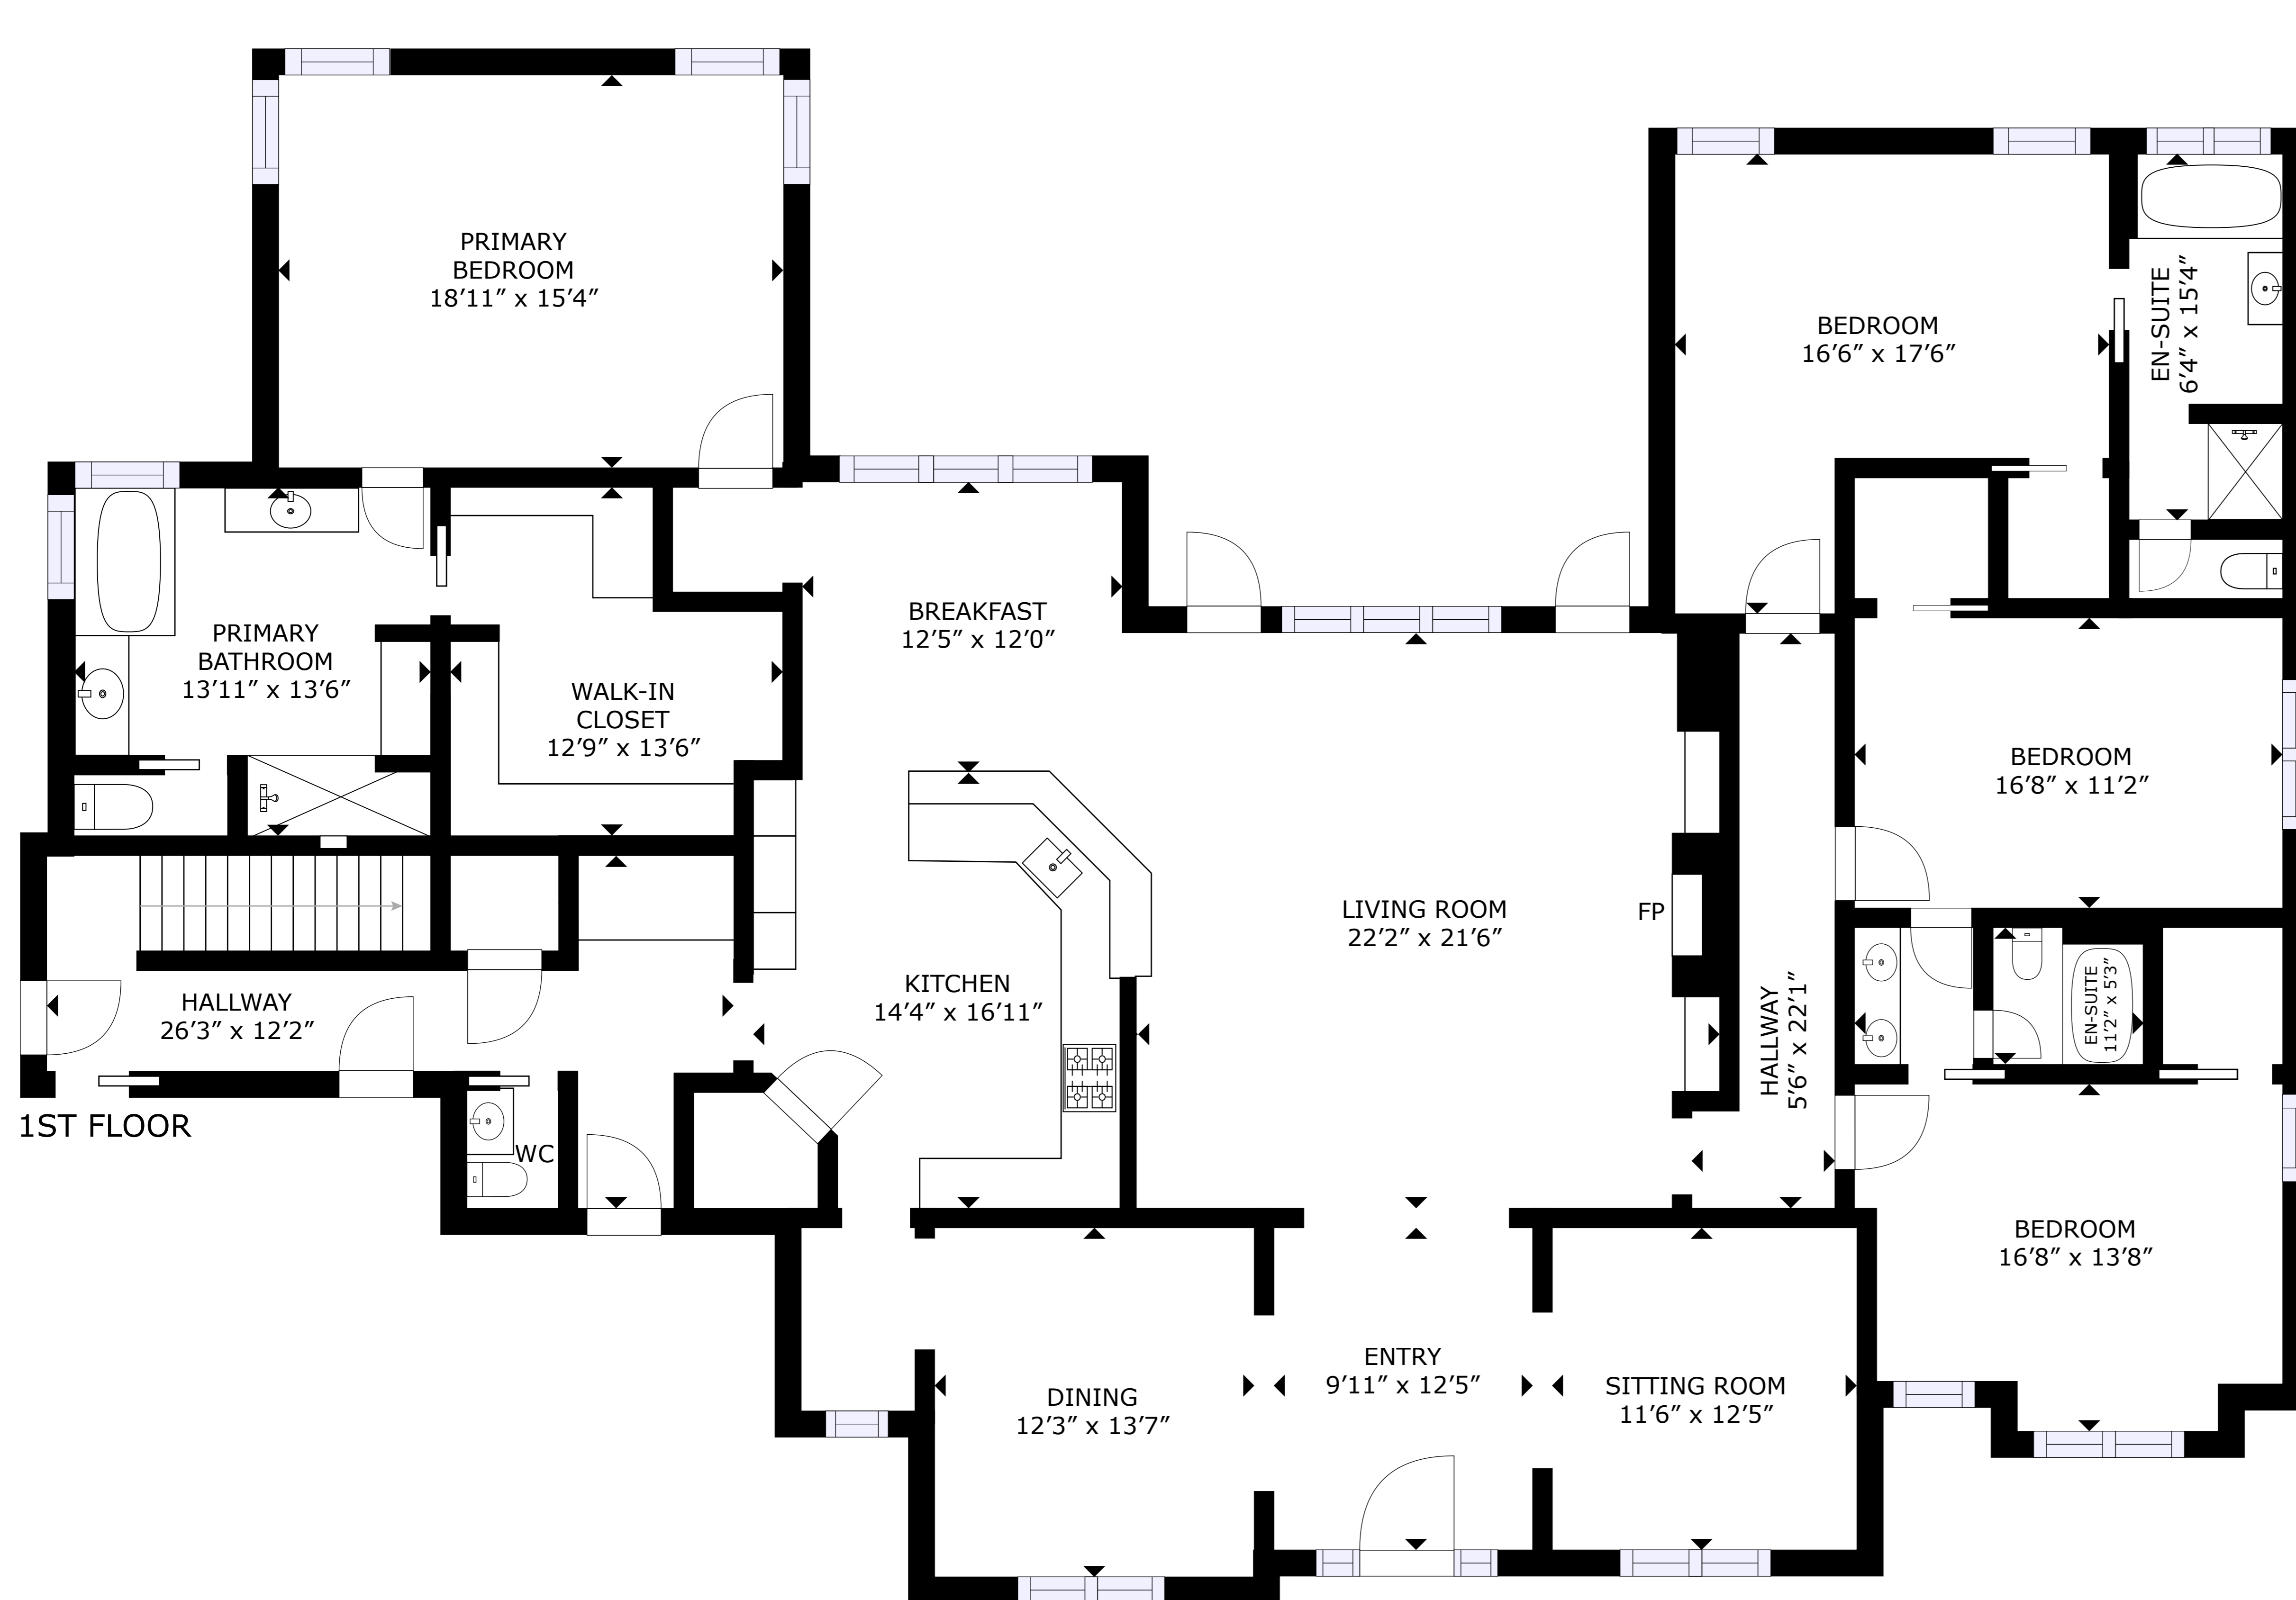 PRIMARY
BEDROOM
18′11″ x 15′4″
BEDROOM
16′6″ x 17′6″
EN-SUITE
6′4″ x 15′4″
PRIMARY
BATHROOM
13′11″ x 13′6″
WALK-IN
CLOSET
12′9″ x 13′6″
BREAKFAST
12′5″ x 12′0″
BEDROOM
16′8″ x 11′2″
LIVING ROOM
22′2″ x 21′6″
FP
KITCHEN
14′4″ x 16′11″
HALLWAY
26′3″ x 12′2″
HALLWAY
5′6″ x 22′1″
EN-SUITE
11′2″ x 5′3″
1ST FLOOR
WC
BEDROOM
16′8″ x 13′8″
DINING
12′3″ x 13′7″
ENTRY
9′11″ x 12′5″
SITTING ROOM
11′6″ x 12′5″